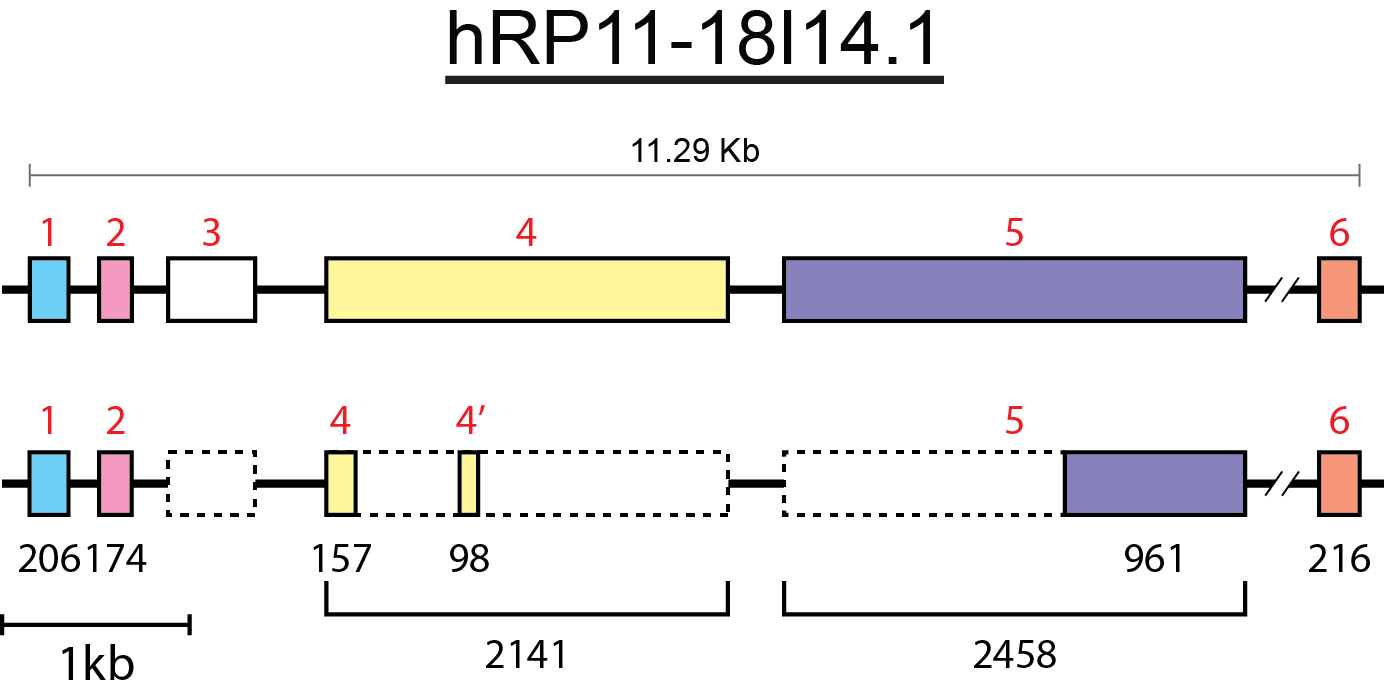 hRP11-18I14.1
11.29 Kb
1 2 3 4 5 6
1 2 4 4’ 5 6
206 174 157 98 961 216
2141 2458
1kb